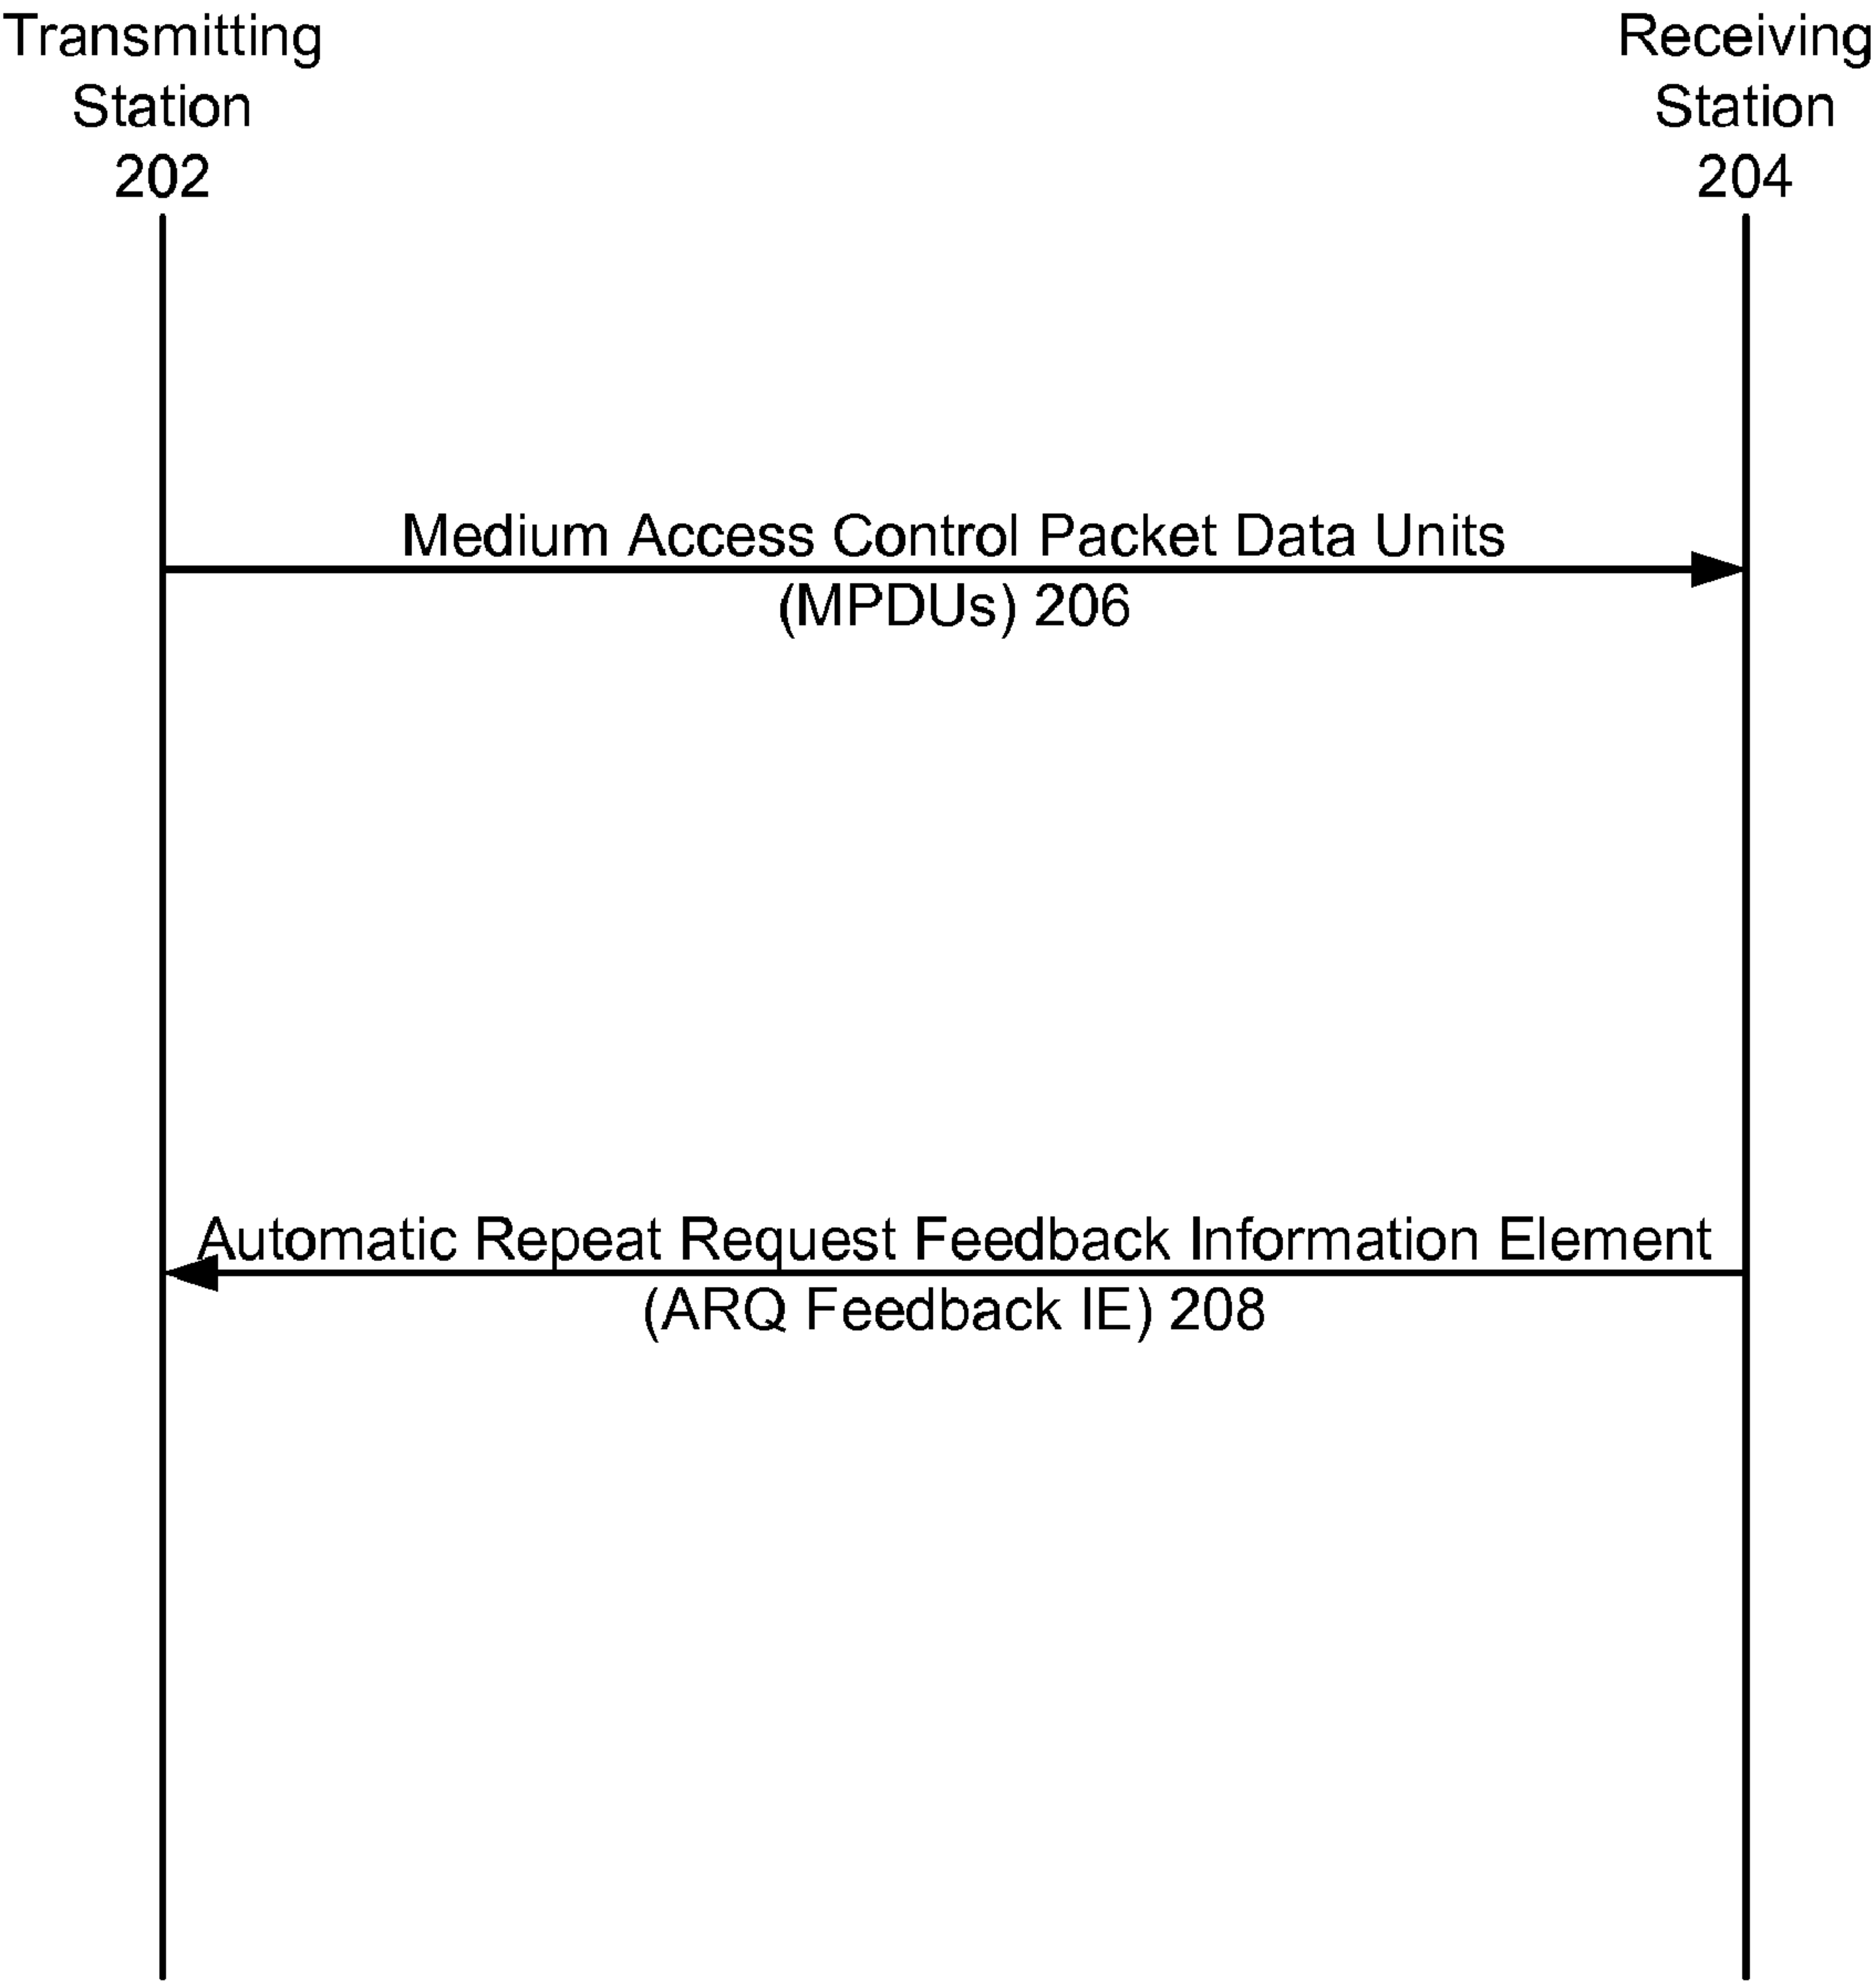 Transmitting
Station
202
Receiving
Station
204
Medium Access Control Packet Data Units
(MPDUs) 206
Automatic Repeat Request Feedback Information Element
(ARQ Feedback IE) 208